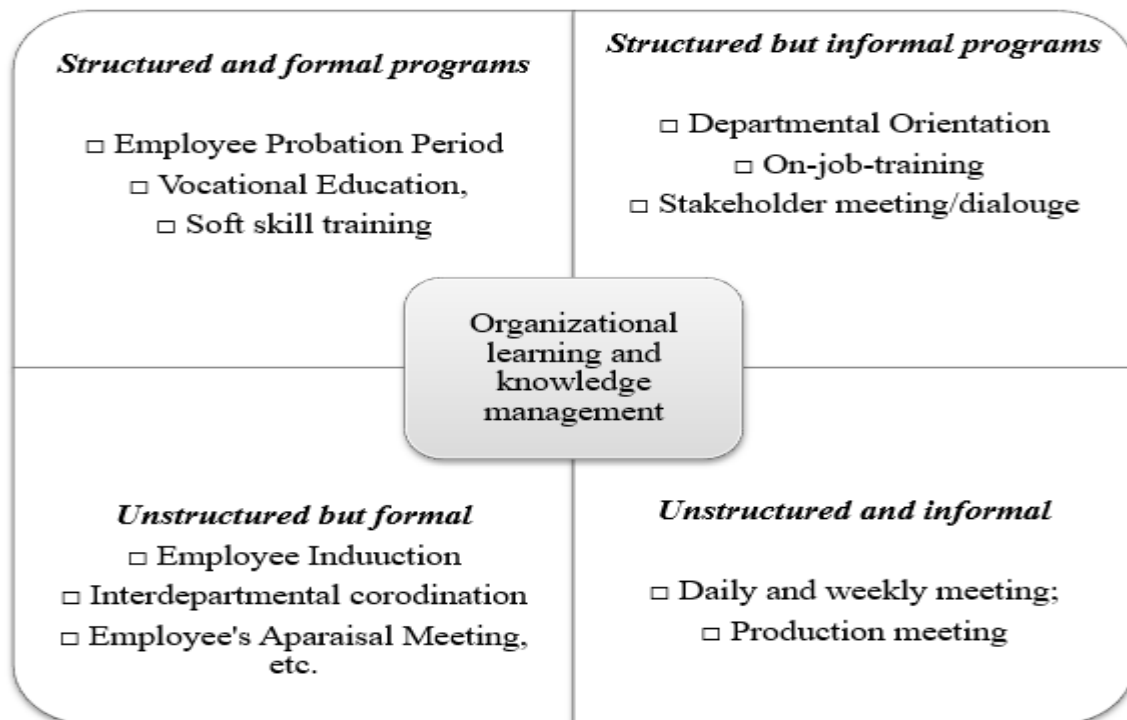 Structured and formal programs
□ Employee Probation Period
□ Vocational Education,
□ Soft skill training
Structured but informal programs
□ Departmental Orientation
□ On-job-training
□ Stakeholder meeting/dialouge
Organizational
learning and
knowledge
management
Unstructured but formal
□ Employee Induuction
□ Interdepartmental corodination
□ Employee's Aparaisal Meeting,
etc.
Unstructured and informal
□ Daily and weekly meeting;
□ Production meeting